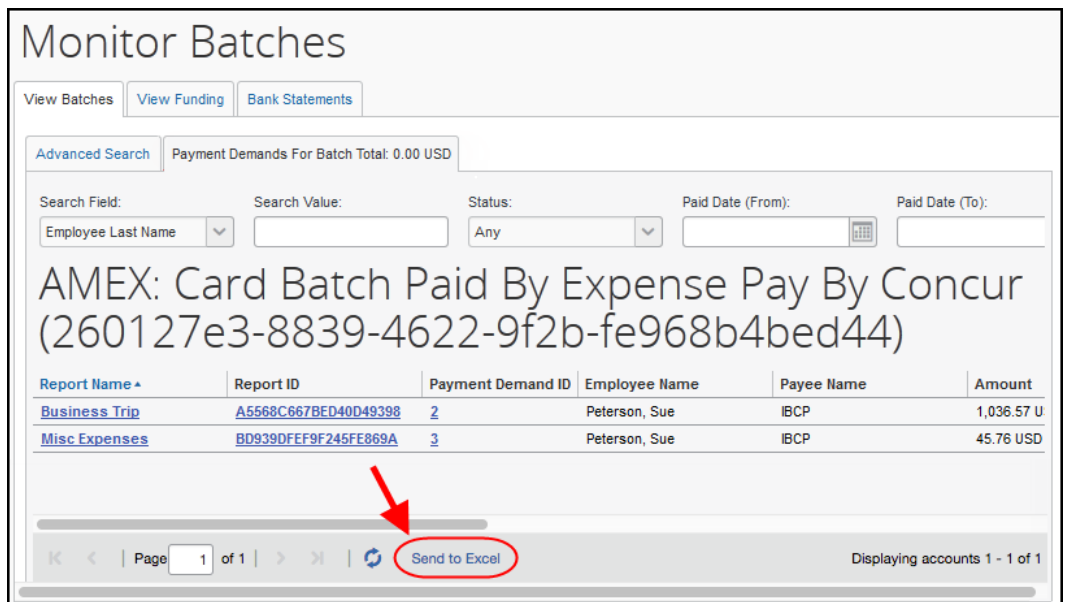 Monitor Batches
View Batches View Funding Bank Statements
Advanced Search Payment Demands For Batch Total: 0.00 USD
Search Field: Search Value: Status: Paid Date (From): Paid Date (To):
Employee Last Name Any
AMEX: Card Batch Paid By Expense Pay By Concur
(260127e3-8839-4622-9f2b-fe968b4bed44)
Report Name Report ID Payment Demand ID Employee Name Payee Name Amount
Business Trip A5568C667BED40D49398 2 Peterson, Sue IBCP 1,036.57 U
Misc Expenses BD939DFEF9F245FE869A 3 Peterson, Sue IBCP 45.76 USD
Page 1 of 1 Send to Excel Displaying accounts 1 - 1 of 1